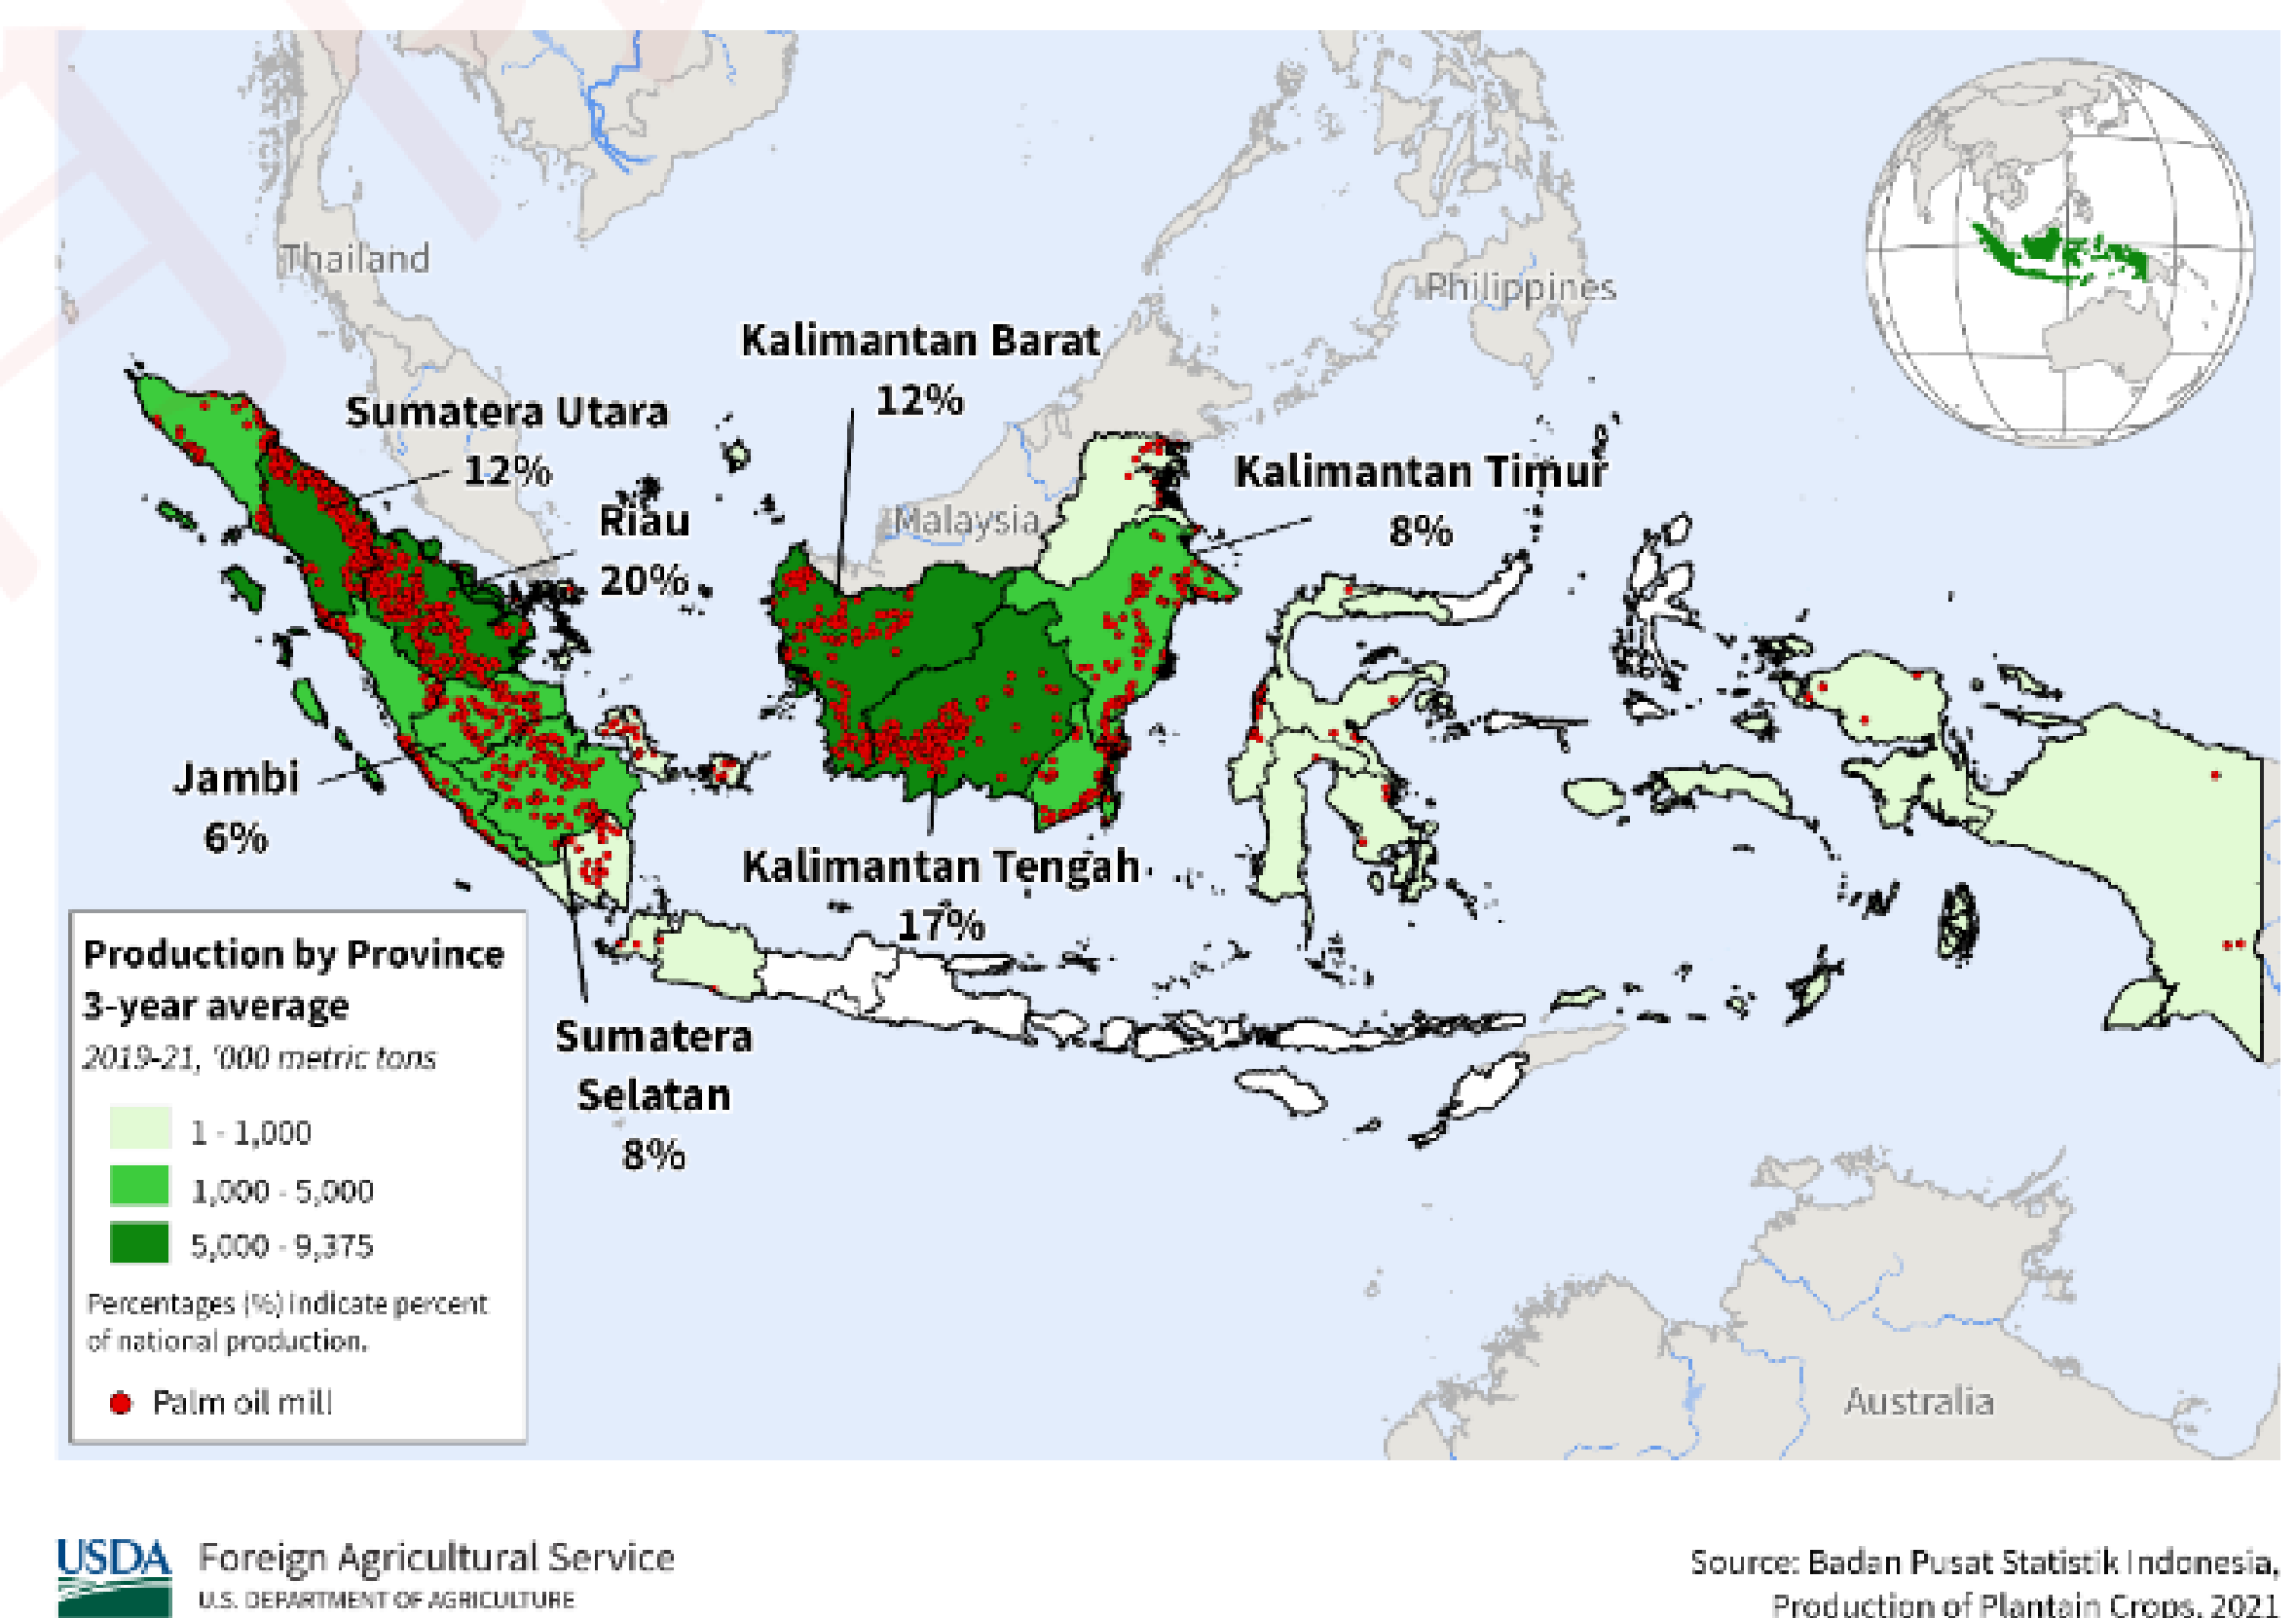 Thailand
Philippines
Kalimantan Barat
12%
Sumatera Utara
12%
Kalimantan Timur
8%
Riau
20%
Malaysia
Jambi
6%
Kalimantan Tengah
17%
Sumatera
Selatan
8%
Production by Province
3-year average
2019-21, '000 metric tons
1 - 1,000
1,000 - 5,000
5,000 - 9,375
Percentages (%) indicate percent
of national production.
Palm oil mill
Australia
USDA
Foreign Agricultural Service
U.S. DEPARTMENT OF AGRICULTURE
Source: Badan Pusat Statistik Indonesia,
Production of Plantain Crops, 2021